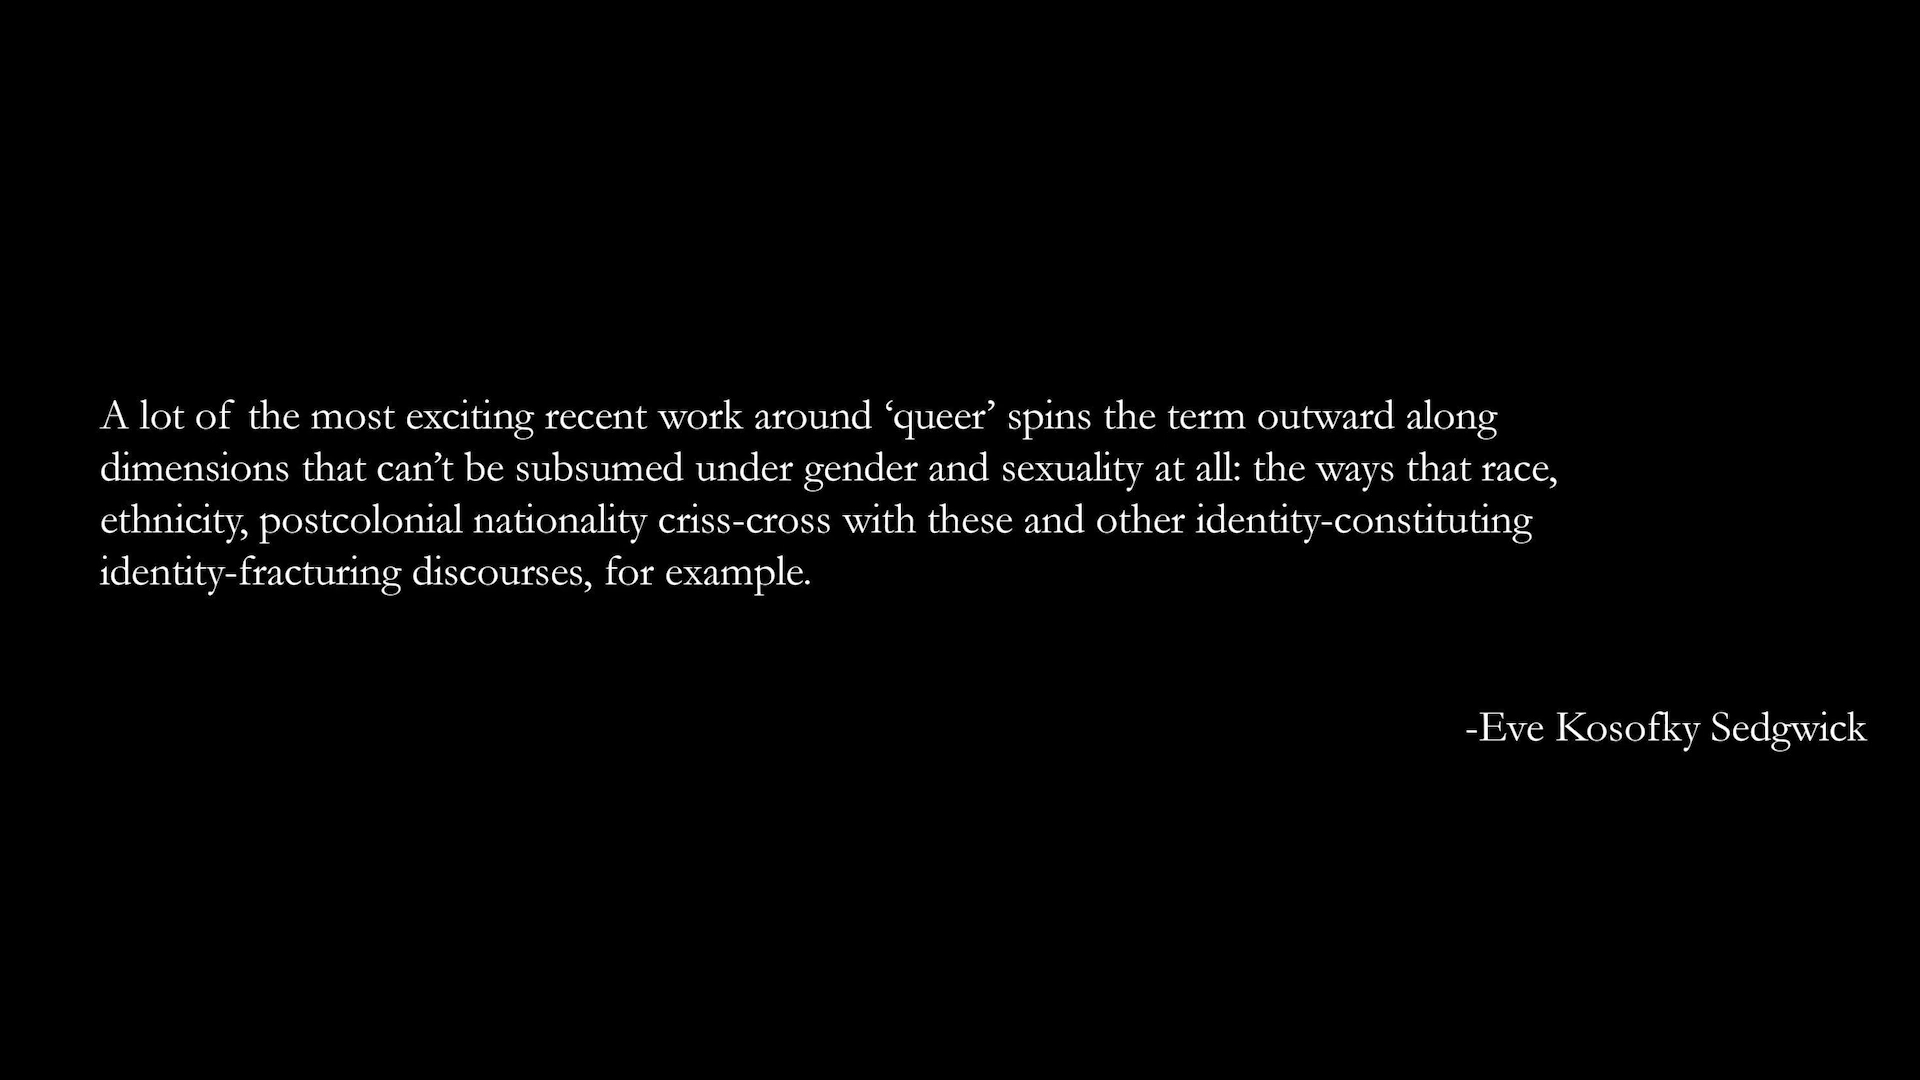 A lot of the most exciting recent work around ‘queer’ spins the term outward along
dimensions that can’t be subsumed under gender and sexuality at all: the ways that race,
ethnicity, postcolonial nationality criss-cross with these and other identity-constituting
identity-fracturing discourses, for example.
-Eve Kosofky Sedgwick